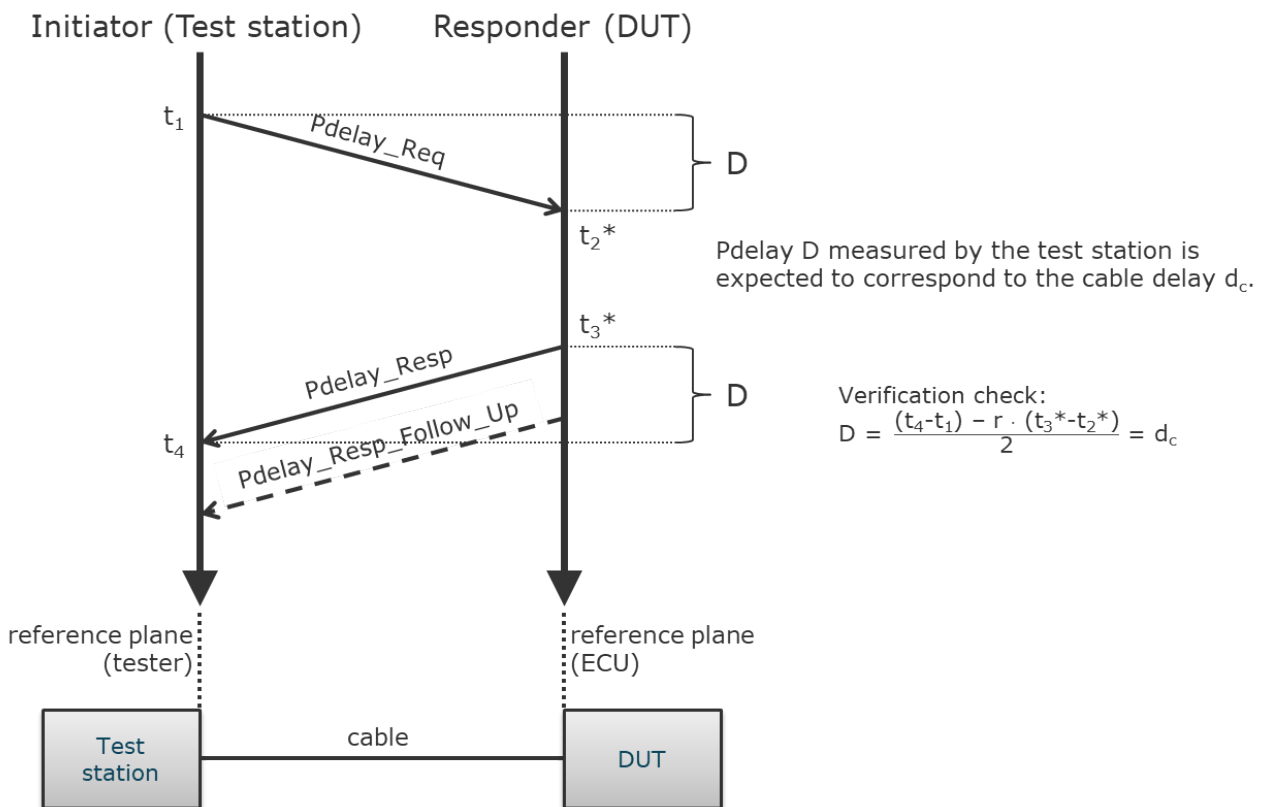 Initiator (Test station)
Responder (DUT)
t₁
Pdelay_Req
D
t₂*
Pdelay D measured by the test station is
expected to correspond to the cable delay d꜀.
t₃*
Pdelay_Resp
D
Verification check:
D = (t₄-t₁) − r · (t₃*-t₂*) / 2 = d꜀
t₄
Pdelay_Resp_Follow_Up
reference plane
(tester)
reference plane
(ECU)
cable
Test
station
DUT